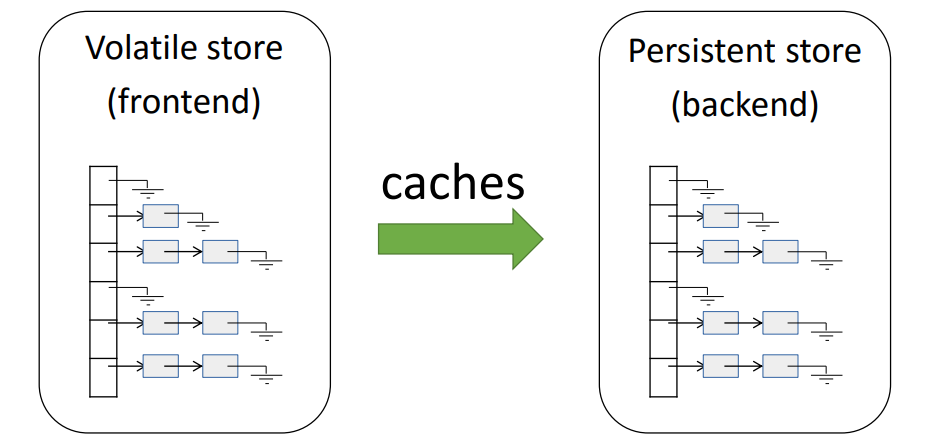 Volatile store
(frontend)
caches
Persistent store
(backend)